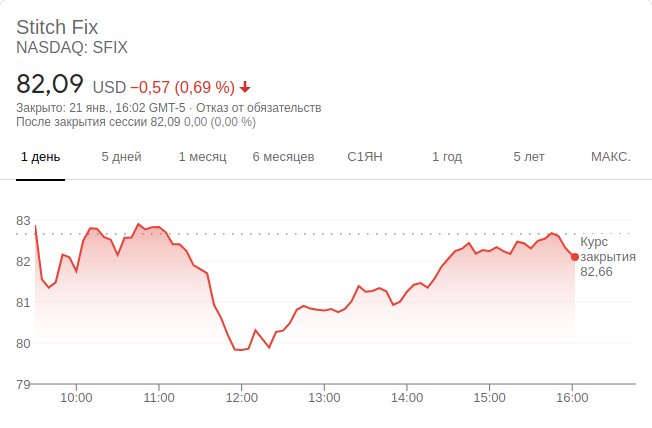 Stitch Fix
NASDAQ: SFIX
82,09 USD −0,57 (0,69 %)
Закрыто: 21 янв., 16:02 GMT-5 · Отказ от обязательств
После закрытия сессии 82,09 0,00 (0,00 %)
1 день 5 дней 1 месяц 6 месяцев С1ЯН 1 год 5 лет МАКС.
83
Курс
82 закрытия
82,66
81
80
79
10:00 11:00 12:00 13:00 14:00 15:00 16:00